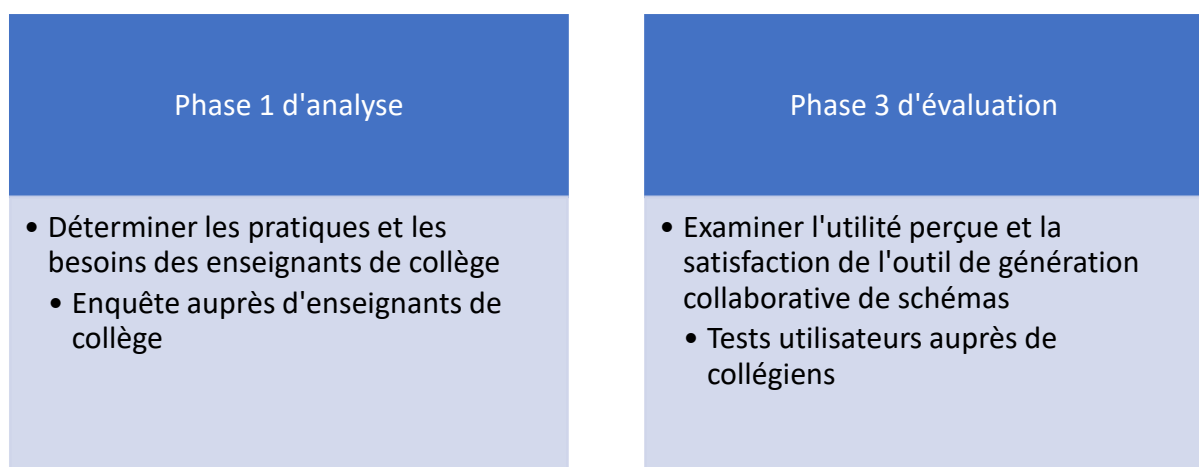 Phase 1 d'analyse
• Déterminer les pratiques et les
besoins des enseignants de collège
• Enquête auprès d'enseignants de
collège
Phase 3 d'évaluation
• Examiner l'utilité perçue et la
satisfaction de l'outil de génération
collaborative de schémas
• Tests utilisateurs auprès de
collégiens